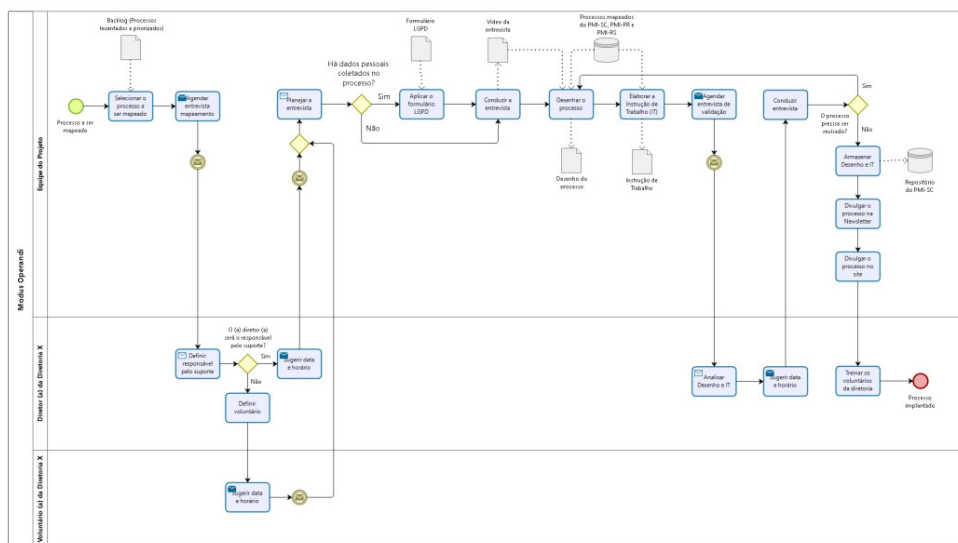 Modus Operandi
Equipe do Projeto
Backlog (Processos
levantados e priorizados)
Processo a ser
mapeado
Selecionar o
processo a
ser mapeado
Agendar
entrevista
mapeamento
Planejar a
entrevista
Há dados pessoais
coletados no
processo?
Sim
Não
Formulário
LGPD
Aplicar o
formulário
LGPD
Vídeo da
entrevista
Conduzir a
entrevista
Processos mapeados
do PMI-SC, PMI-PR e
PMI-RS
Desenhar o
processo
Desenho do
processo
Elaborar a
Instrução de
Trabalho (IT)
Instrução de
Trabalho
Agendar
entrevista de
validação
Conduzir
entrevista
O processo
precisa ser
revisado?
Sim
Não
Armazenar
Desenho e IT
Repositório
do PMI-SC
Divulgar o
processo na
Newsletter
Divulgar o
processo no
site
Diretor (a) da Diretoria X
Definir
responsável
pelo suporte
O (a) diretor (a)
será o responsável
pelo suporte?
Sim
Não
Sugerir data
e horário
Definir
voluntário
Analisar
Desenho e IT
Sugerir data
e horário
Treinar os
voluntários
da diretoria
Processo
implantado
Voluntário (a) da Diretoria X
Sugerir data
e horário